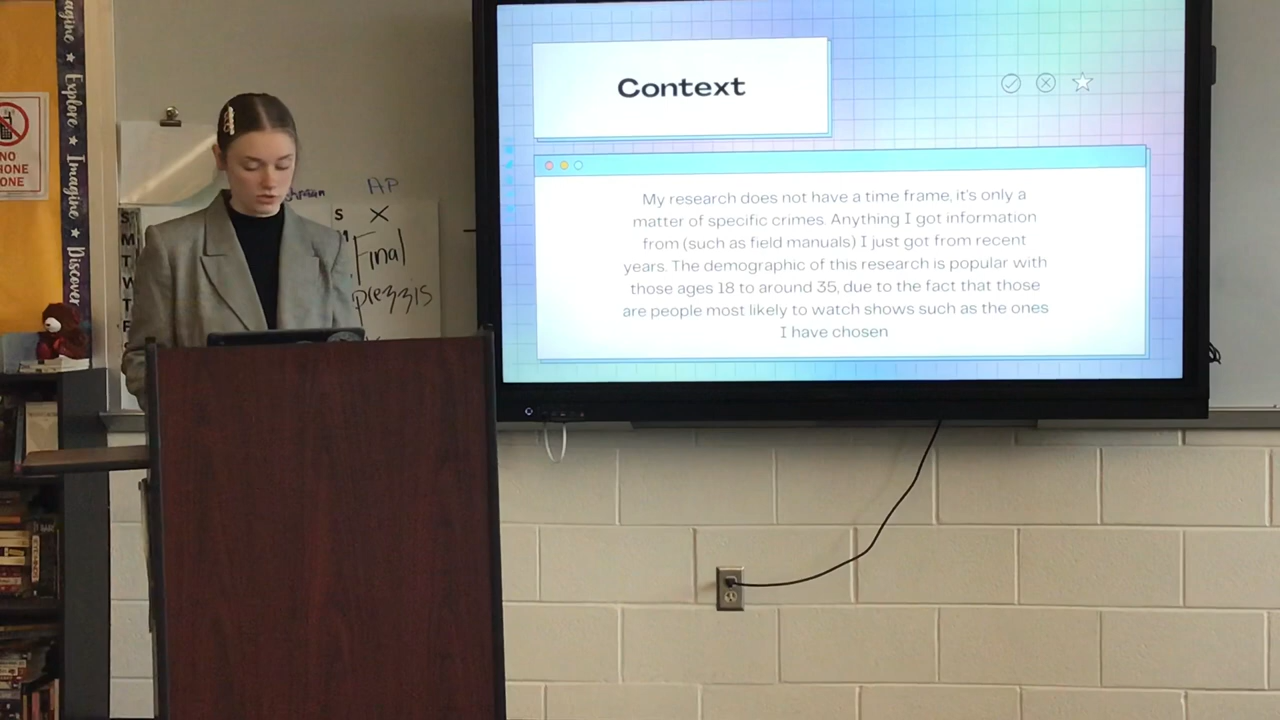 Imagine ★ Explore ★ Imagine ★ Discover
NO
PHONE
ZONE
AP
S
M
T
W
T
F
S
M
Final
prezzis
Context
My research does not have a time frame, it's only a
matter of specific crimes. Anything I got information
from (such as field manuals) I just got from recent
years. The demographic of this research is popular with
those ages 18 to around 35, due to the fact that those
are people most likely to watch shows such as the ones
I have chosen